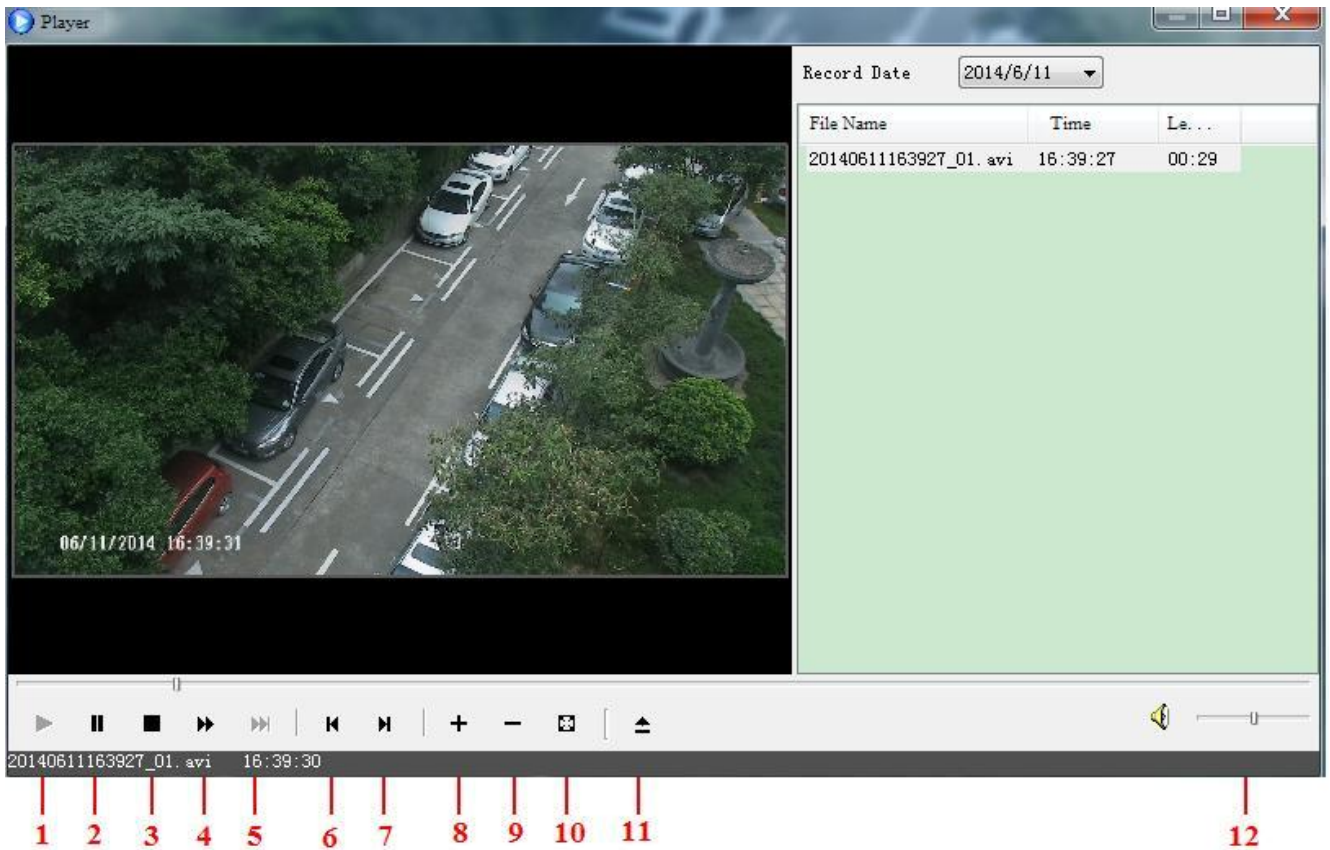 Player
Record Date 2014/6/11
File Name Time Le...
20140611163927_01.avi 16:39:27 00:29
06/11/2014 16:39:31
20140611163927_01.avi 16:39:30
1 2 3 4 5 6 7 8 9 10 11 12